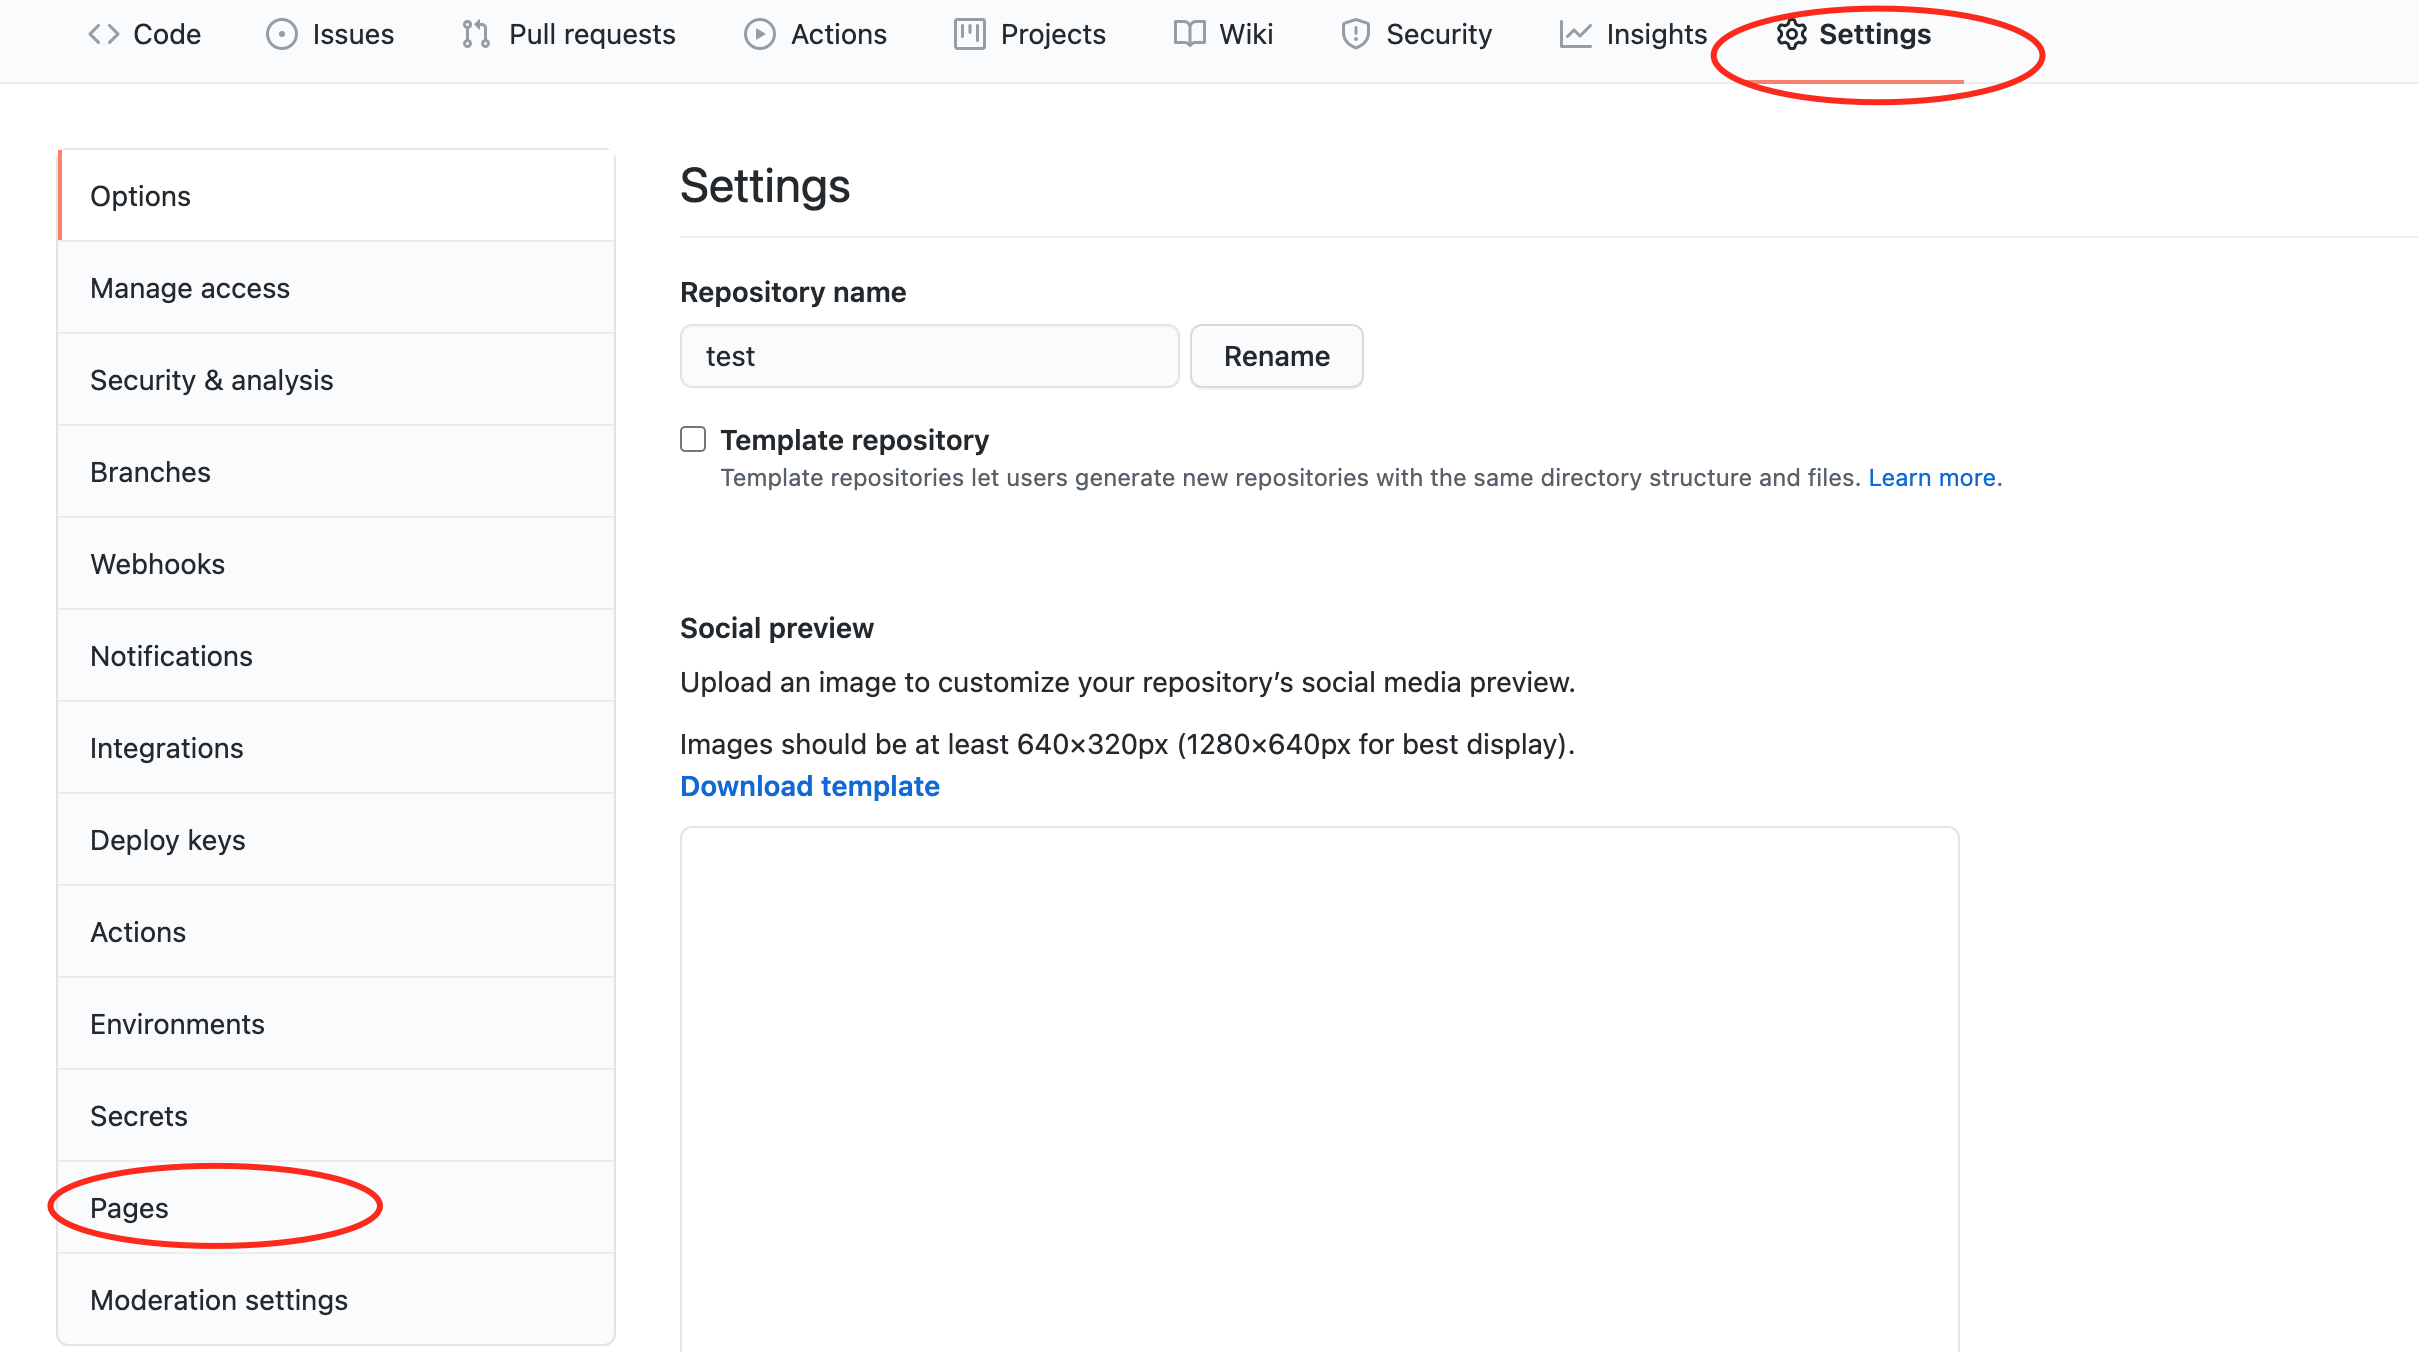 Code Issues Pull requests Actions Projects Wiki Security Insights Settings
Options
Manage access
Security & analysis
Branches
Webhooks
Notifications
Integrations
Deploy keys
Actions
Environments
Secrets
Pages
Moderation settings
Settings
Repository name
test Rename
Template repository
Template repositories let users generate new repositories with the same directory structure and files. Learn more.
Social preview
Upload an image to customize your repository’s social media preview.
Images should be at least 640×320px (1280×640px for best display).
Download template